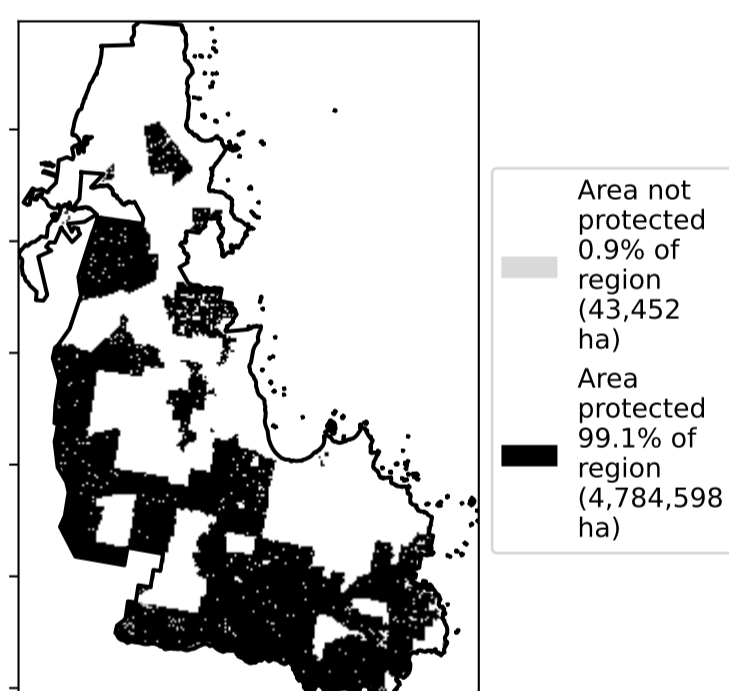 Area not
protected
0.9% of
region
(43,452
ha)
Area
protected
99.1% of
region
(4,784,598
ha)